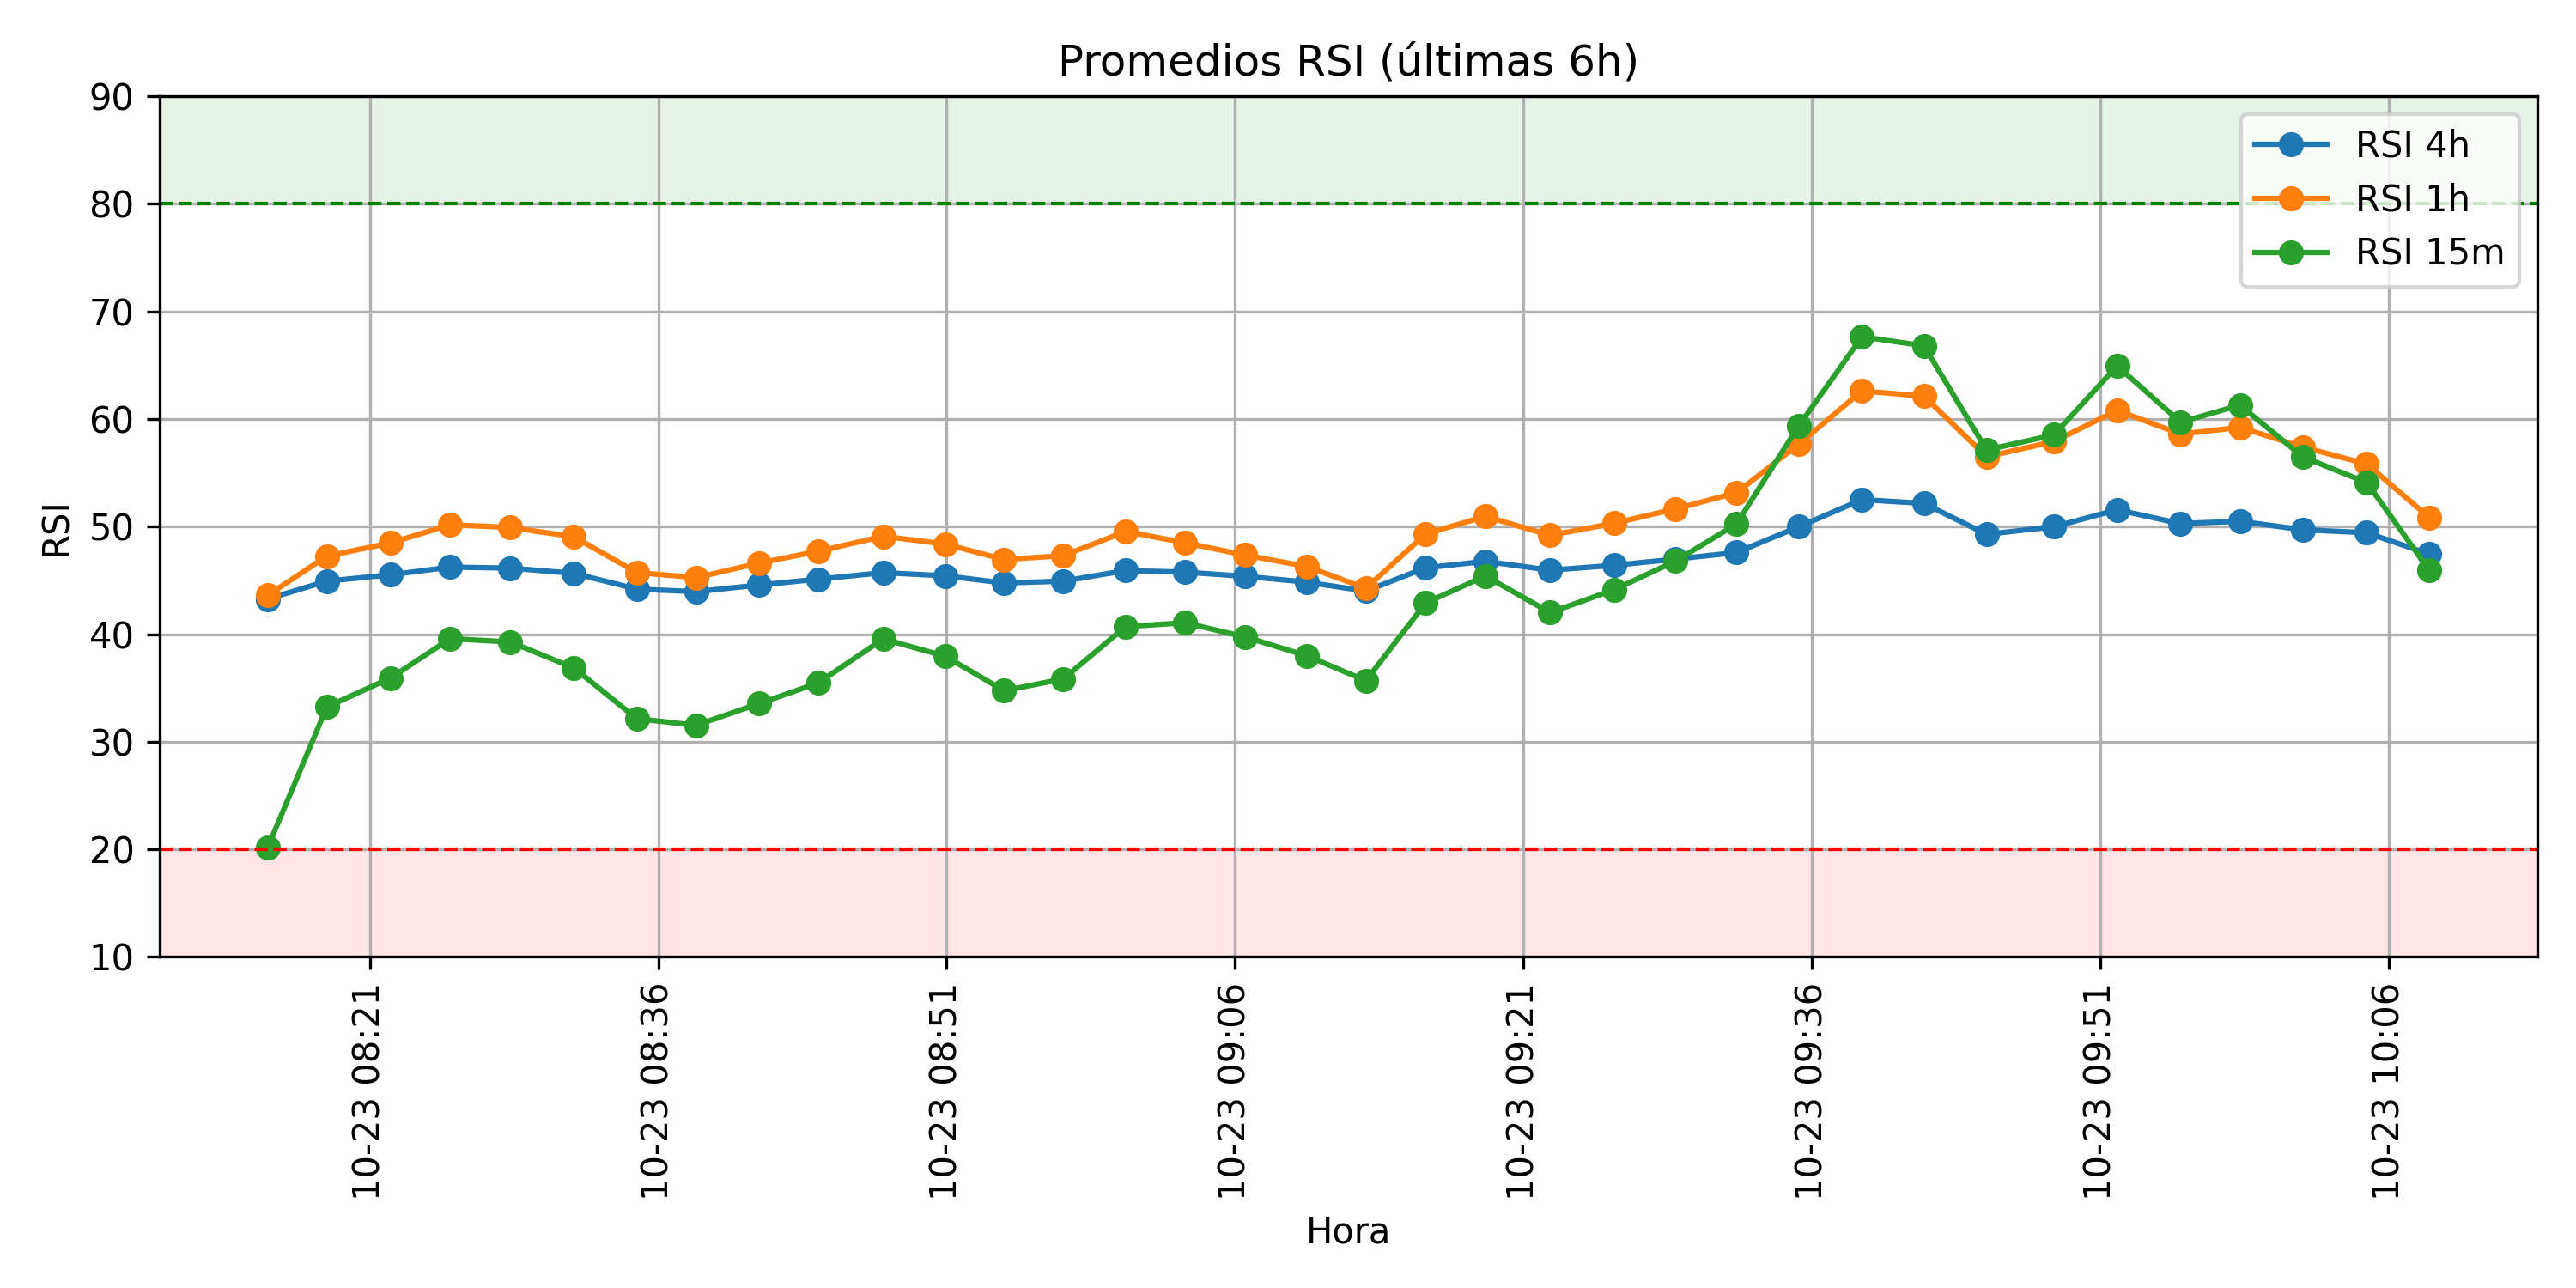 Promedios RSI (últimas 6h)
RSI 4h
RSI 1h
RSI 15m
RSI
90
80
70
60
50
40
30
20
10
10-23 08:21
10-23 08:36
10-23 08:51
10-23 09:06
10-23 09:21
10-23 09:36
10-23 09:51
10-23 10:06
Hora